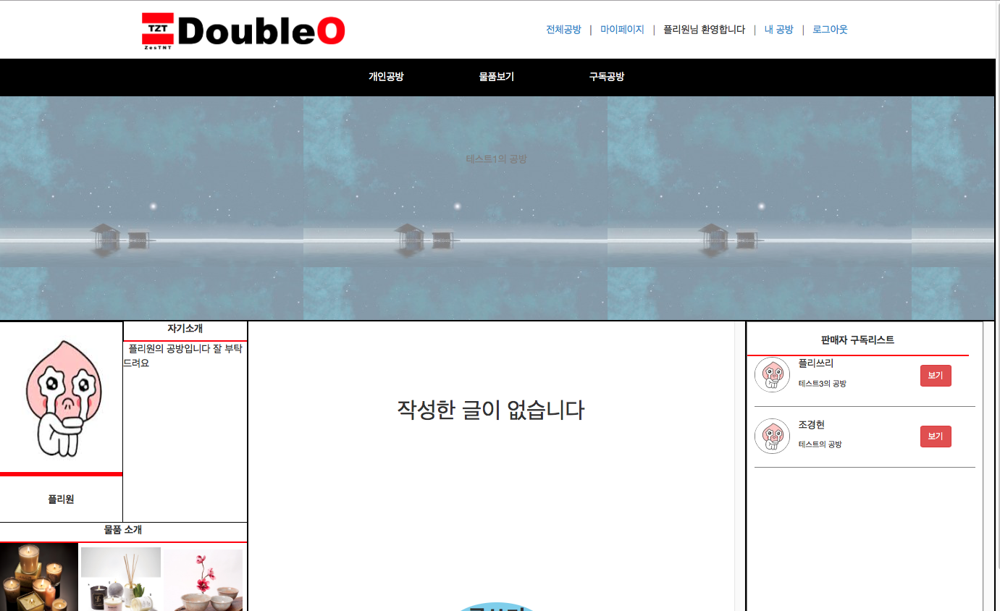 TZT
ZesTNT
DoubleO
전체공방 | 마이페이지 | 플리원님 환영합니다 | 내 공방 | 로그아웃
개인공방 물품보기 구독공방
테스트1의 공방
자기소개
플리원의 공방입니다 잘 부탁
드려요
플리원
물품 소개
작성한 글이 없습니다
판매자 구독리스트
플리쓰리
테스트3의 공방
보기
조경현
테스트의 공방
보기